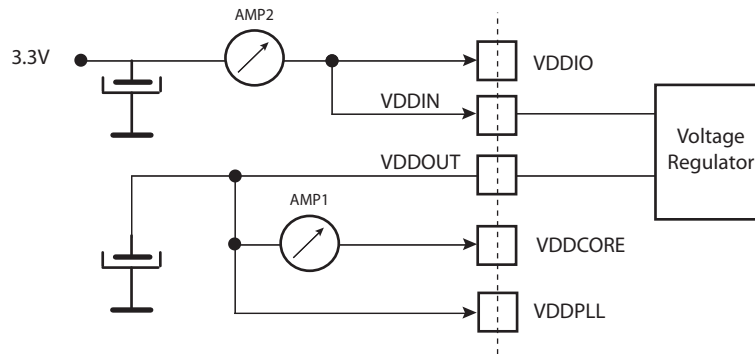 AMP2
3.3V
VDDIO
VDDIN
Voltage
Regulator
VDDOUT
AMP1
VDDCORE
VDDPLL